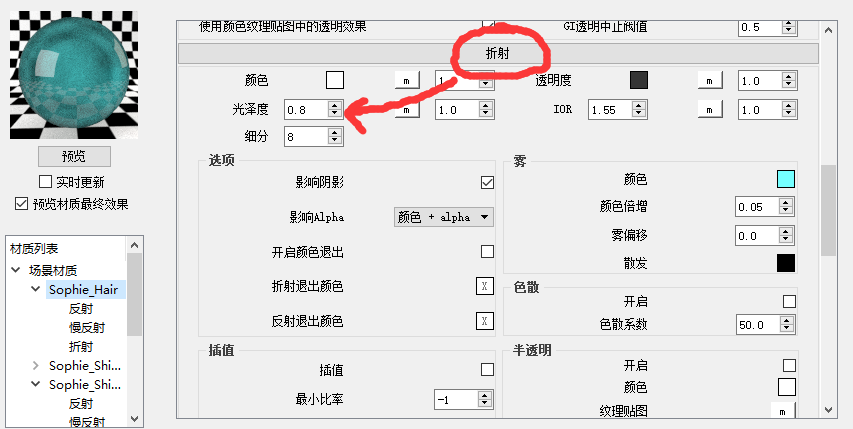 使用颜色纹理贴图中的透明效果 GI透明中止阀值 0.5
折射
颜色 m 1. 透明度 m 1.0
光泽度 0.8 m 1.0 IOR 1.55 m 1.0
细分 8
预览
实时更新
预览材质最终效果
选项
影响阴影
影响Alpha 颜色 + alpha
开启颜色退出
折射退出颜色 X
反射退出颜色 X
雾
颜色
颜色倍增 0.05
雾偏移 0.0
散发
色散
开启
色散系数 50.0
插值
插值
最小比率 -1
半透明
开启
颜色
纹理贴图 m
材质列表
场景材质
Sophie_Hair
反射
慢反射
折射
Sophie_Shi...
Sophie_Shi...
反射
慢反射